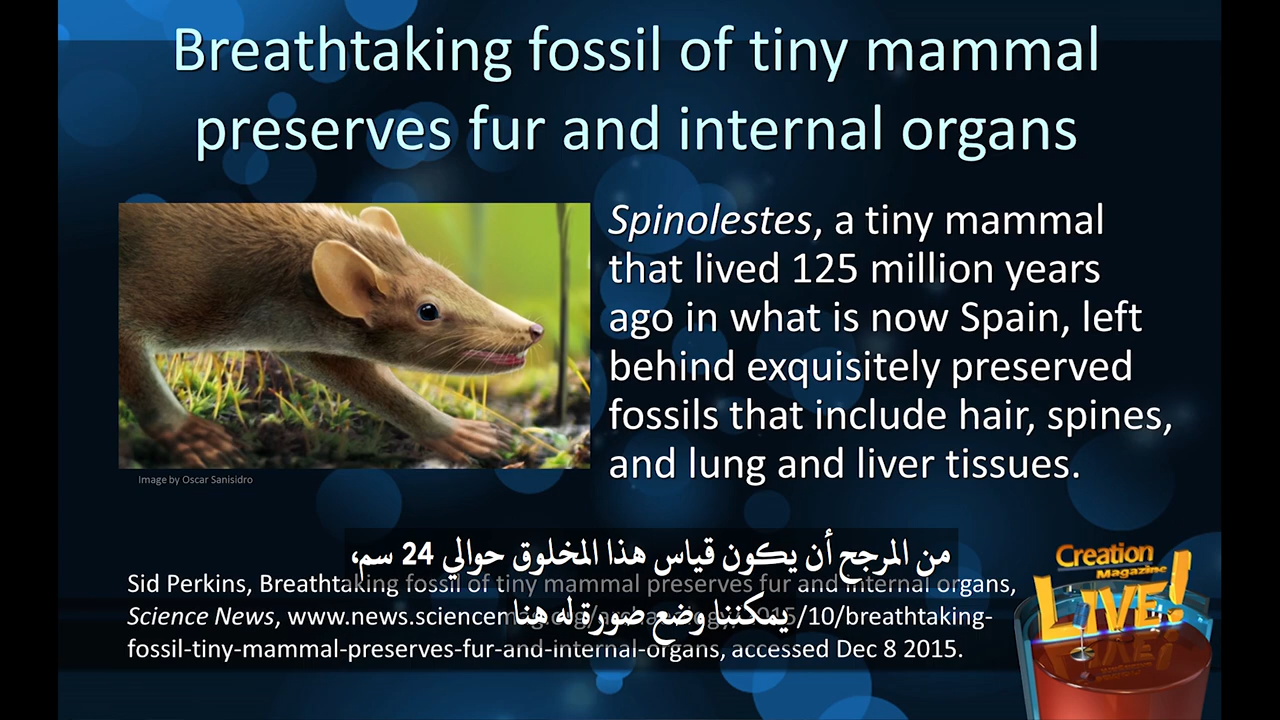 Breathtaking fossil of tiny mammal
preserves fur and internal organs
Spinolestes, a tiny mammal
that lived 125 million years
ago in what is now Spain, left
behind exquisitely preserved
fossils that include hair, spines,
and lung and liver tissues.
Image by Oscar Sanisidro
من المرجح أن يكون قياس هذا المخلوق حوالي 24 سم،
يمكننا وضع صورة له هنا
Sid Perkins, Breathtaking fossil of tiny mammal preserves fur and internal organs,
Science News, www.news.sciencem /10/breathtaking-
fossil-tiny-mammal-preserves-fur-and-internal-organs, accessed Dec 8 2015.
Creation
Magazine
LIVE!